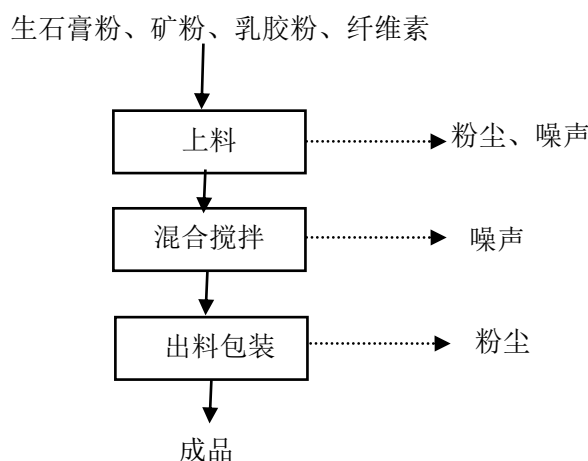 生石膏粉、矿粉、乳胶粉、纤维素
上料
粉尘、噪声
混合搅拌
噪声
出料包装
粉尘
成品